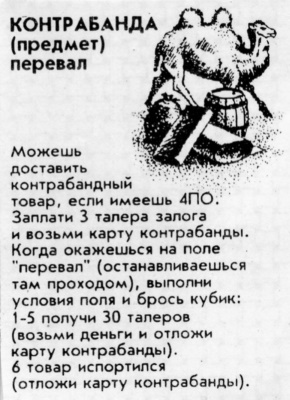 КОНТРАБАНДА
(предмет)
перевал
Можешь
доставить
контрабандный
товар, если имеешь 4ПО.
Заплати 3 талера залога
и возьми карту контрабанды.
Когда окажешься на поле
"перевал" (останавливаешься
там проходом), выполни
условия поля и брось кубик:
1-5 получи 30 талеров
(возьми деньги и отложи
карту контрабанды).
6 товар испортился
(отложи карту контрабанды).